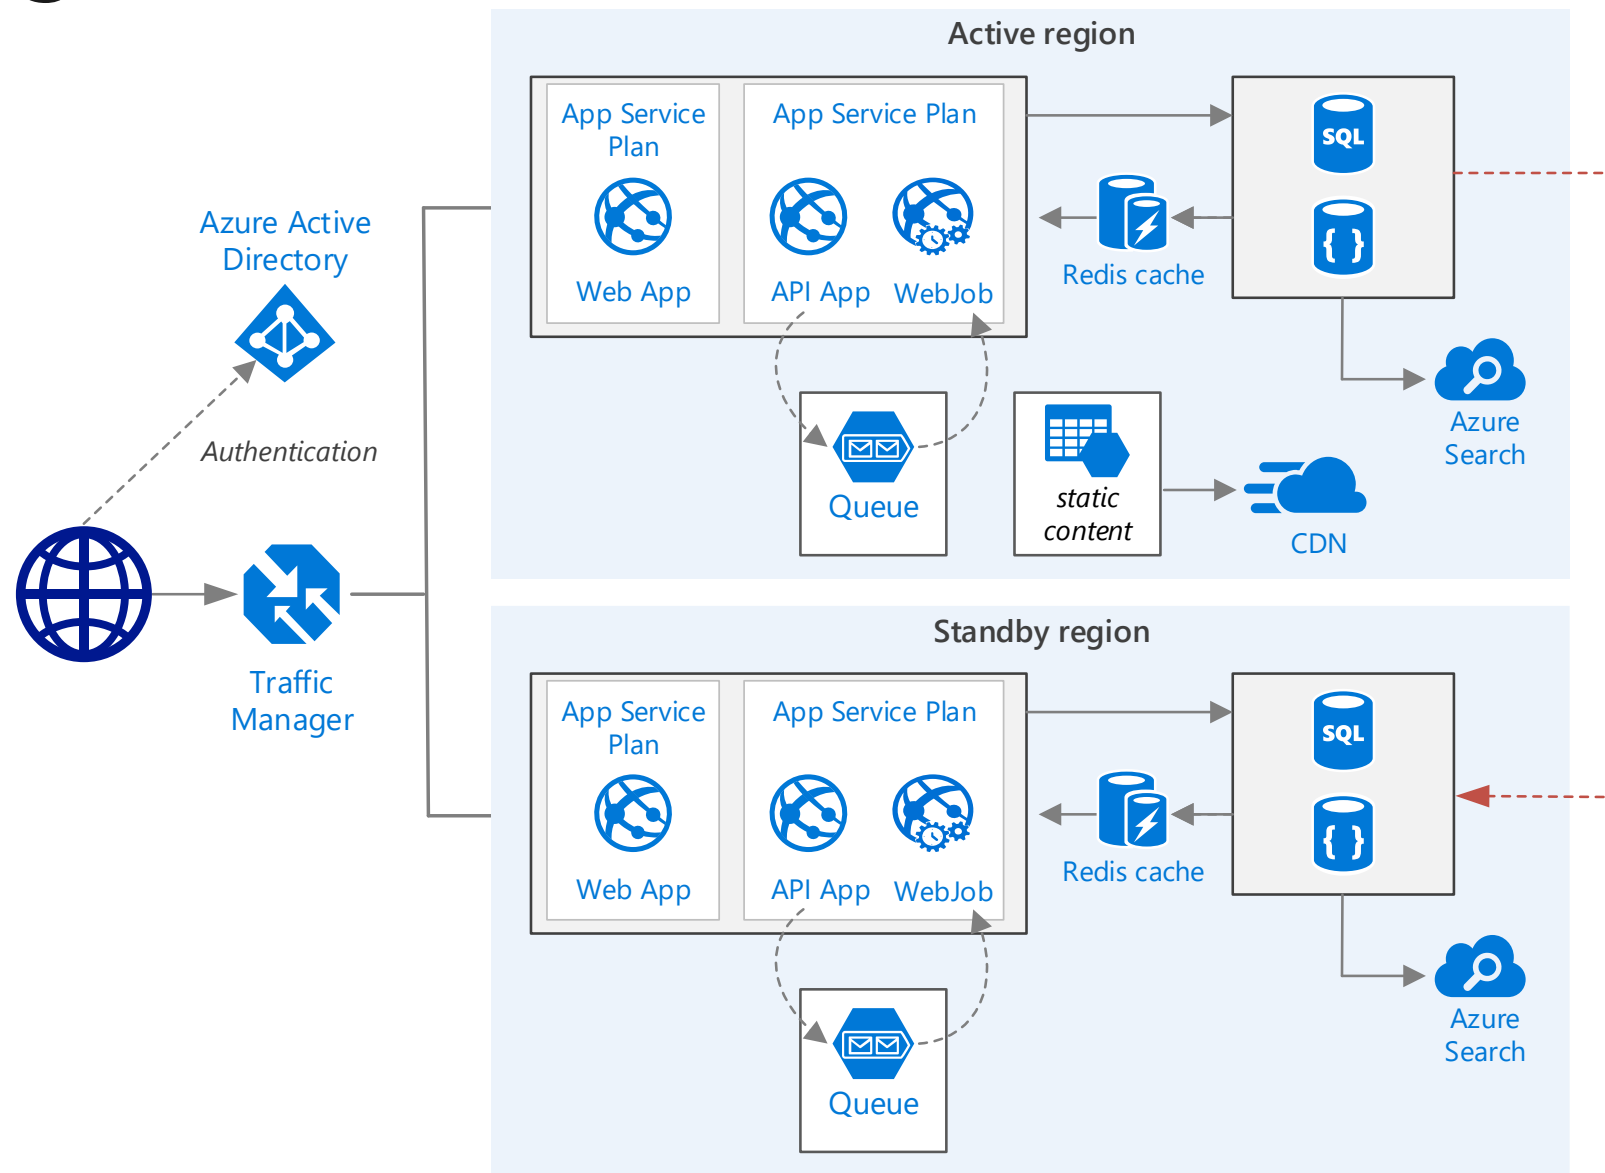 Active region
App Service
Plan
Web App
App Service Plan
API App
WebJob
Redis cache
SQL
{ }
Azure
Search
Queue
static
content
CDN
Azure Active
Directory
Authentication
Traffic
Manager
Standby region
App Service
Plan
Web App
App Service Plan
API App
WebJob
Redis cache
SQL
{ }
Azure
Search
Queue